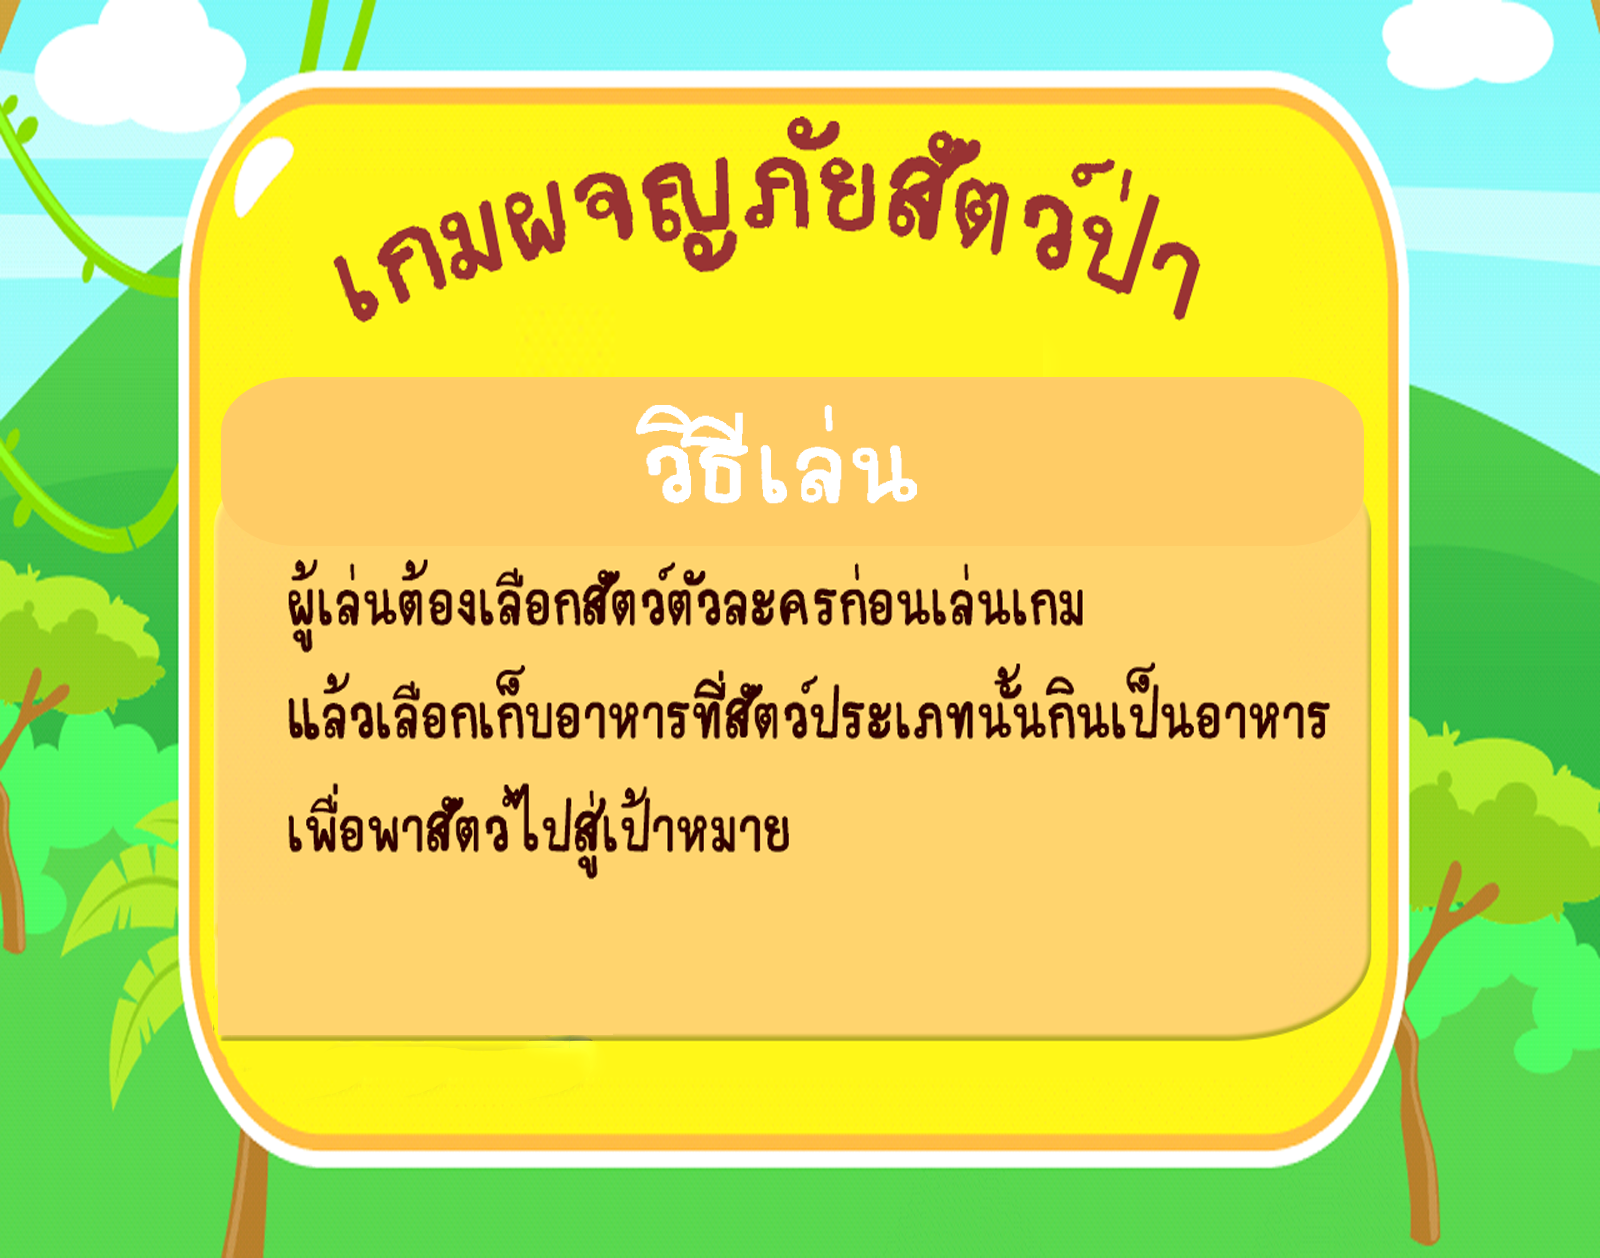 เกมผจญภัยสัตว์ป่า
วิธีเล่น
ผู้เล่นต้องเลือกสัตว์ตัวละครก่อนเล่นเกม
แล้วเลือกเก็บอาหารที่สัตว์ประเภทนั้นกินเป็นอาหาร
เพื่อพาสัตว์ไปสู่เป้าหมาย